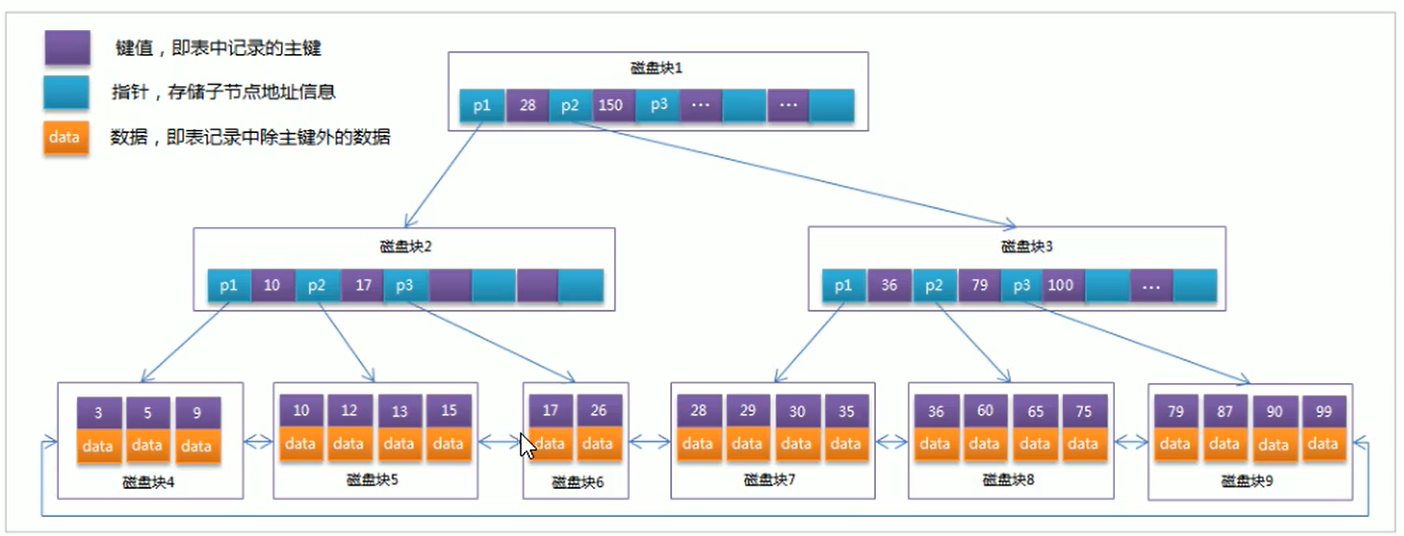 键值，即表中记录的主键
指针，存储子节点地址信息
data 数据，即表记录中除主键外的数据
磁盘块1
p1 28 p2 150 p3 ... ...
磁盘块2
p1 10 p2 17 p3
磁盘块3
p1 36 p2 79 p3 100 ...
3 5 9
data data data
磁盘块4
10 12 13 15
data data data data
磁盘块5
17 26
data data
磁盘块6
28 29 30 35
data data data data
磁盘块7
36 60 65 75
data data data data
磁盘块8
79 87 90 99
data data data data
磁盘块9